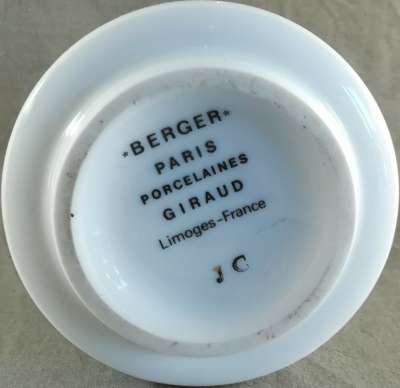 *BERGER*
PARIS
PORCELAINES
GIRAUD
Limoges-France
J C